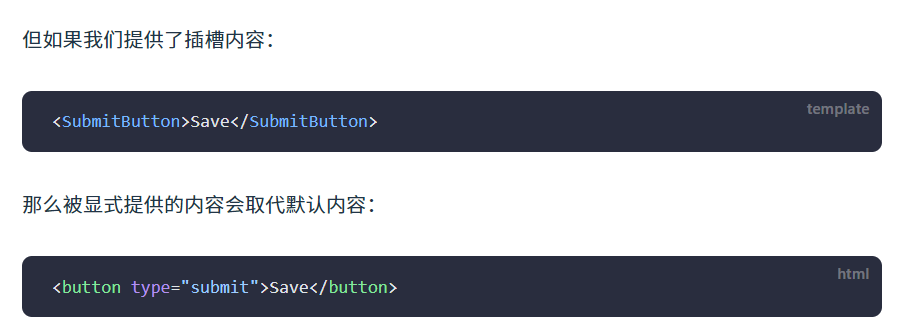 但如果我们提供了插槽内容：
template
<SubmitButton>Save</SubmitButton>
那么被显式提供的内容会取代默认内容：
html
<button type="submit">Save</button>